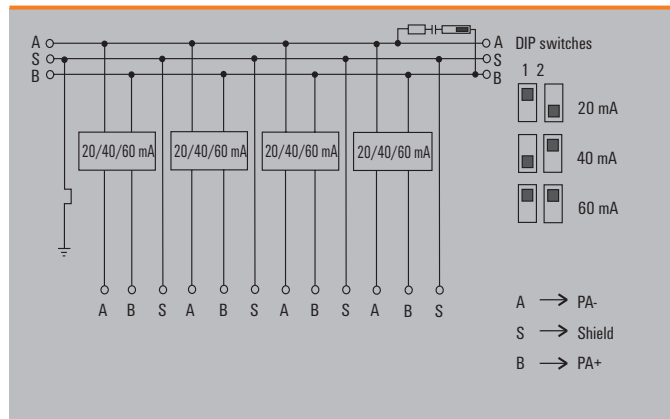 A A DIP switches
S S
B B
1 2
20 mA
20/40/60 mA 20/40/60 mA 20/40/60 mA 20/40/60 mA
40 mA
60 mA
A B S A B S A B S A B S
A → PA-
S → Shield
B → PA+